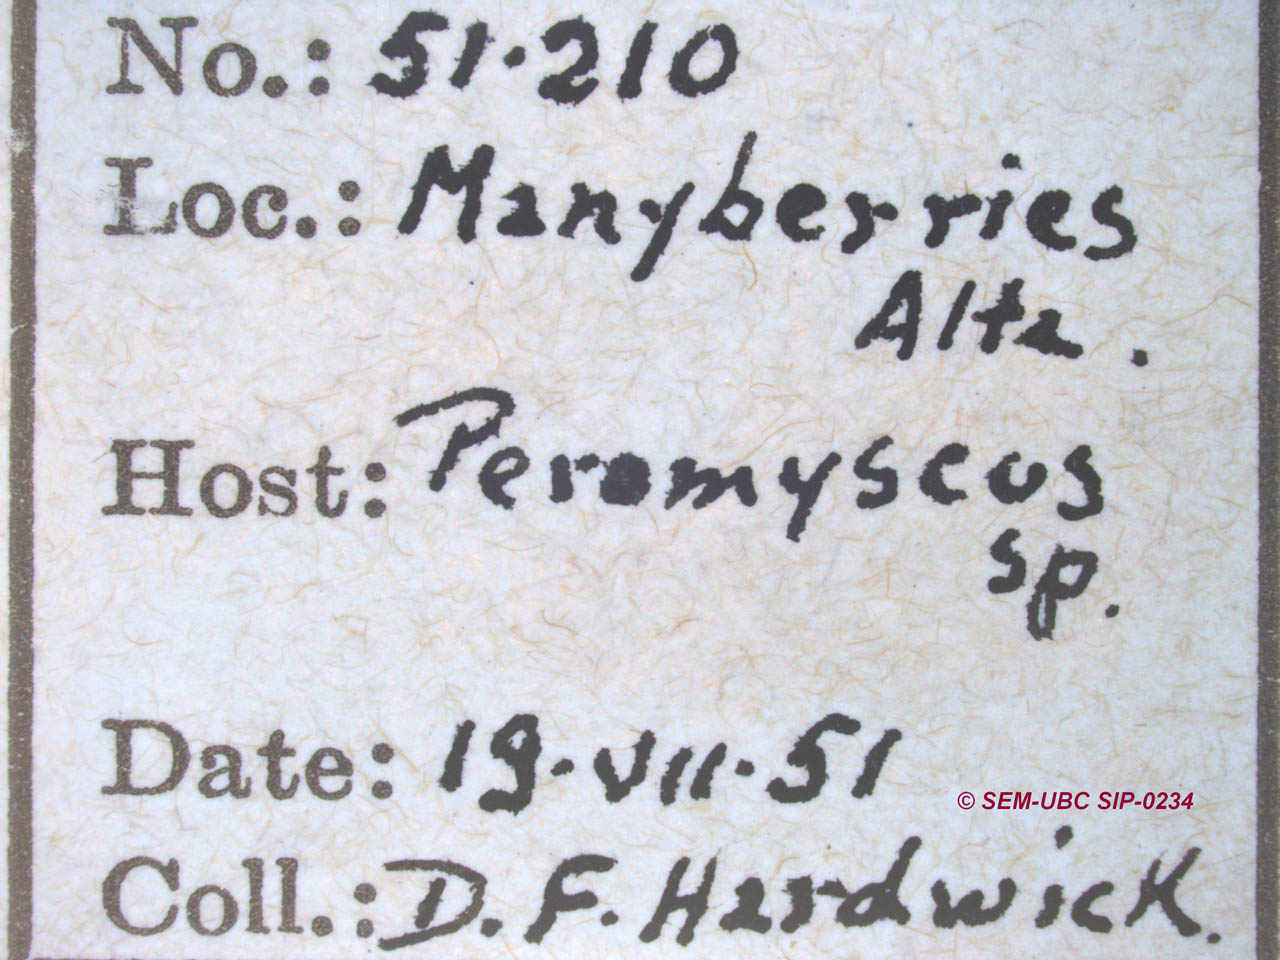 No.: 51·210
Loc.: Manyberries
Alta.
Host: Peromyscus
sp.
Date: 19·VII·51
© SEM-UBC SIP-0234
Coll.: D.F. Hardwick.